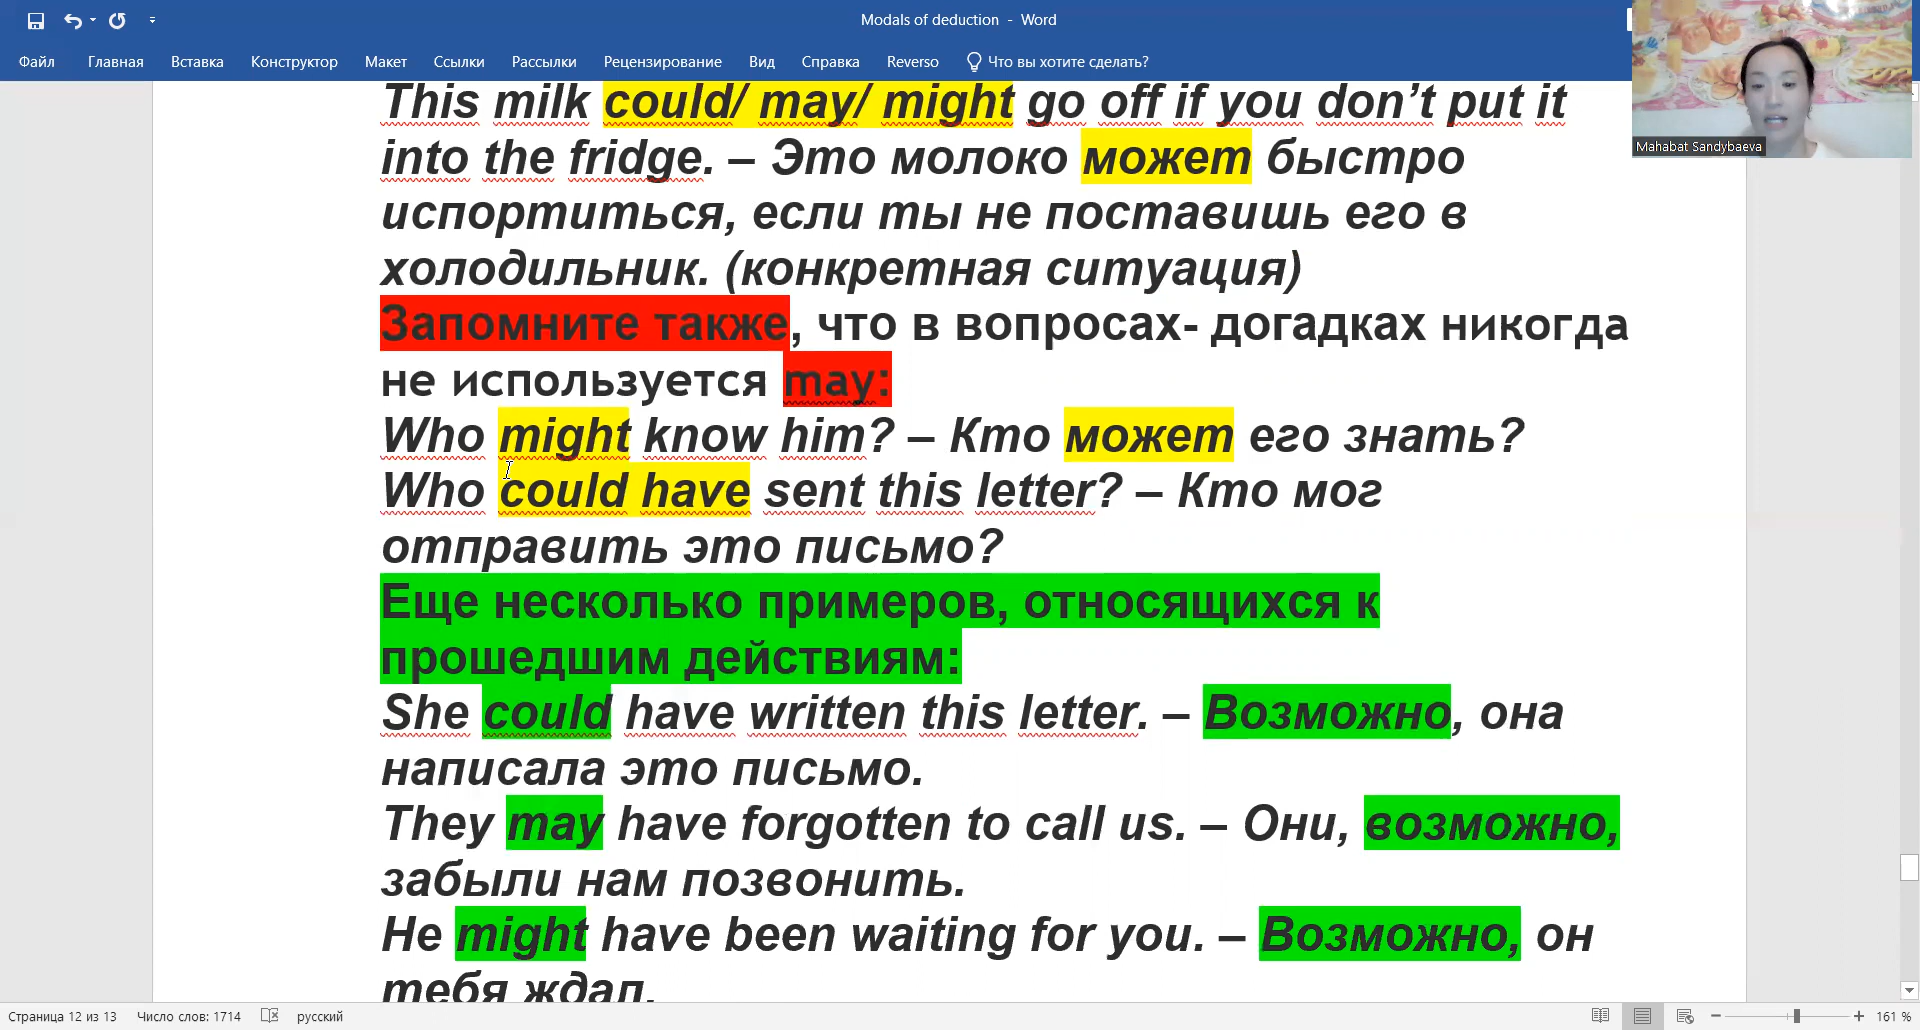 Modals of deduction - Word
Файл Главная Вставка Конструктор Макет Ссылки Рассылки Рецензирование Вид Справка Reverso Что вы хотите сделать?
Mahabat Sandybaeva
This milk could/ may/ might go off if you don’t put it
into the fridge. – Это молоко может быстро
испортиться, если ты не поставишь его в
холодильник. (конкретная ситуация)
Запомните также, что в вопросах- догадках никогда
не используется may:
Who might know him? – Кто может его знать?
Who could have sent this letter? – Кто мог
отправить это письмо?
Еще несколько примеров, относящихся к
прошедшим действиям:
She could have written this letter. – Возможно, она
написала это письмо.
They may have forgotten to call us. – Они, возможно,
забыли нам позвонить.
He might have been waiting for you. – Возможно, он
тебя ждал.
Страница 12 из 13 Число слов: 1714 русский 161 %